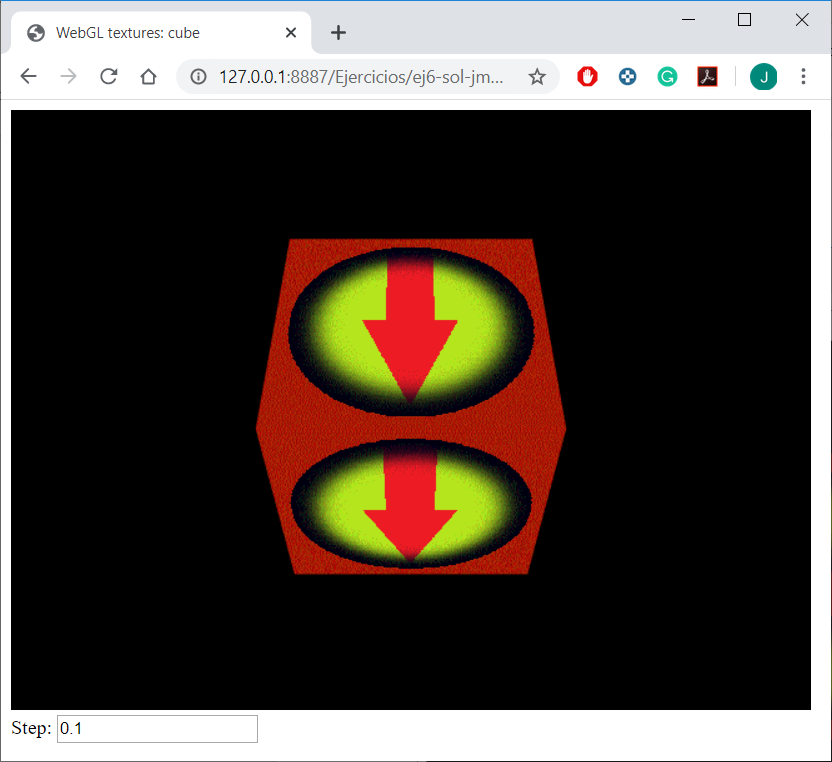 WebGL textures: cube
127.0.0.1:8887/Ejercicios/ej6-sol-jm...
J
Step: 0.1